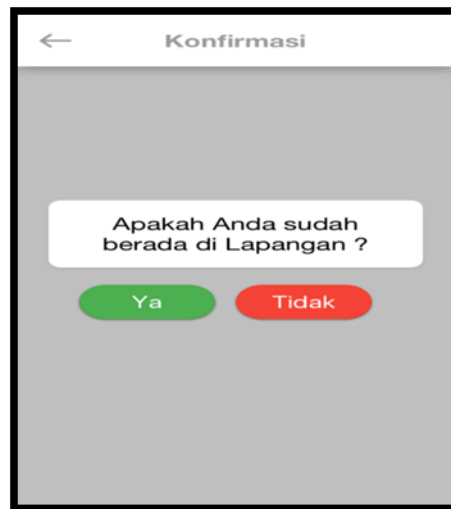 Konfirmasi
Apakah Anda sudah
berada di Lapangan ?
Ya
Tidak